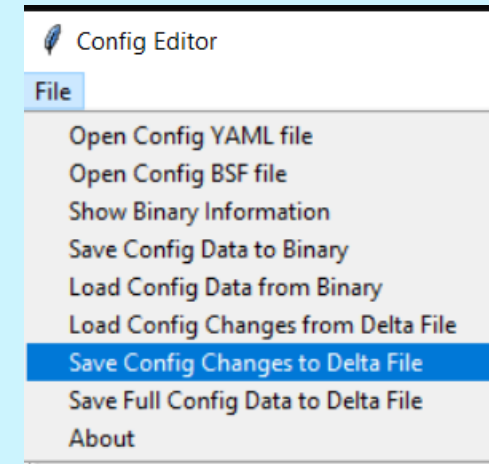 Config Editor
File
Open Config YAML file
Open Config BSF file
Show Binary Information
Save Config Data to Binary
Load Config Data from Binary
Load Config Changes from Delta File
Save Config Changes to Delta File
Save Full Config Data to Delta File
About